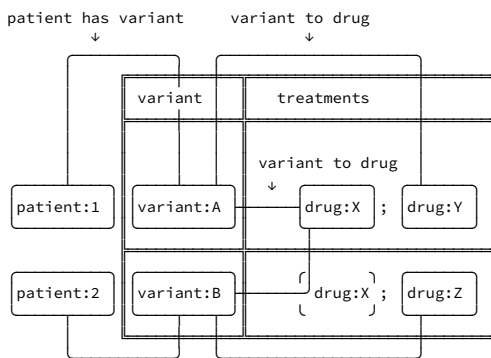 patient has variant variant to drug
↓ ↓
variant treatments
variant to drug
↓
patient:1 variant:A drug:X ; drug:Y
patient:2 variant:B drug:X ; drug:Z